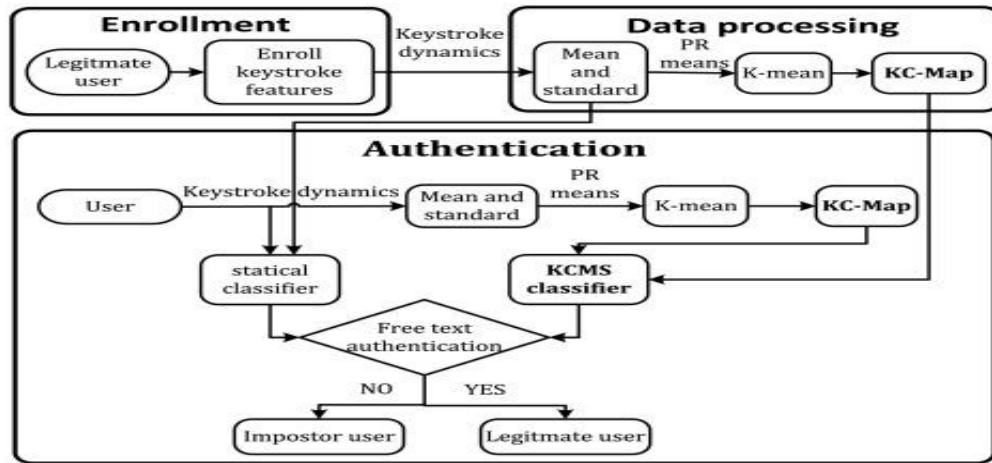 Enrollment
Legitmate
user
Enroll
keystroke
features
Keystroke
dynamics
Data processing
Mean
and
standard
PR
means
K-mean
KC-Map
Authentication
User
Keystroke dynamics
Mean and
standard
PR
means
K-mean
KC-Map
statical
classifier
KCMS
classifier
Free text
authentication
NO
YES
Impostor user
Legitmate user